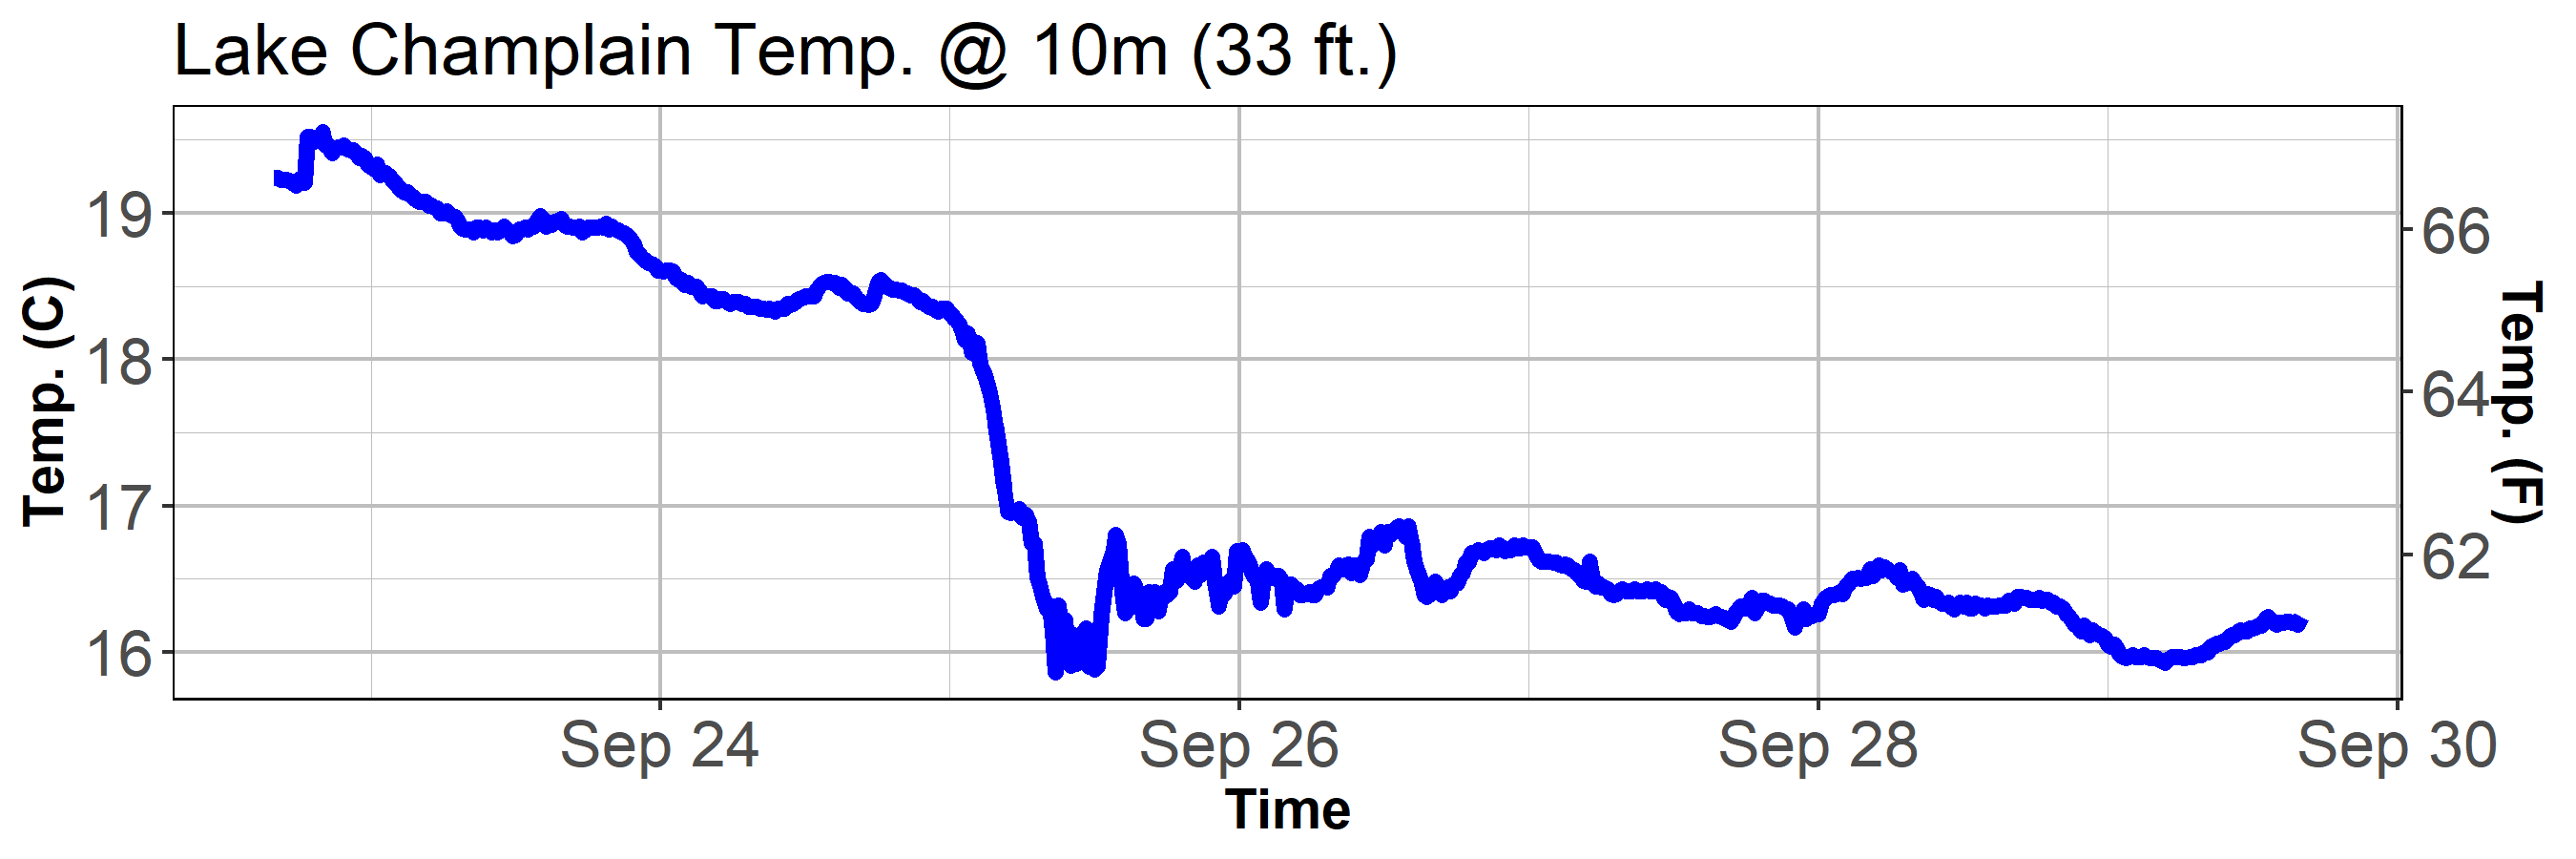 Lake Champlain Temp. @ 10m (33 ft.)
Temp. (C)
19
18
17
16
66
64
62
Temp. (F)
Sep 24
Sep 26
Sep 28
Sep 30
Time